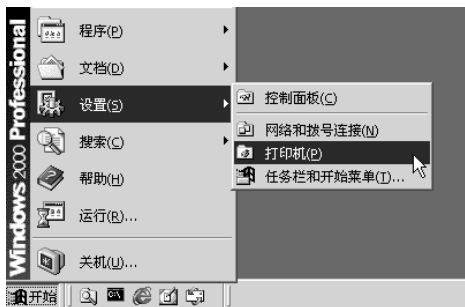 Windows 2000 Professional
程序(P)
文档(D)
设置(S)
搜索(C)
帮助(H)
运行(R)...
关机(U)...
控制面板(C)
网络和拨号连接(N)
打印机(P)
任务栏和开始菜单(T)...
开始